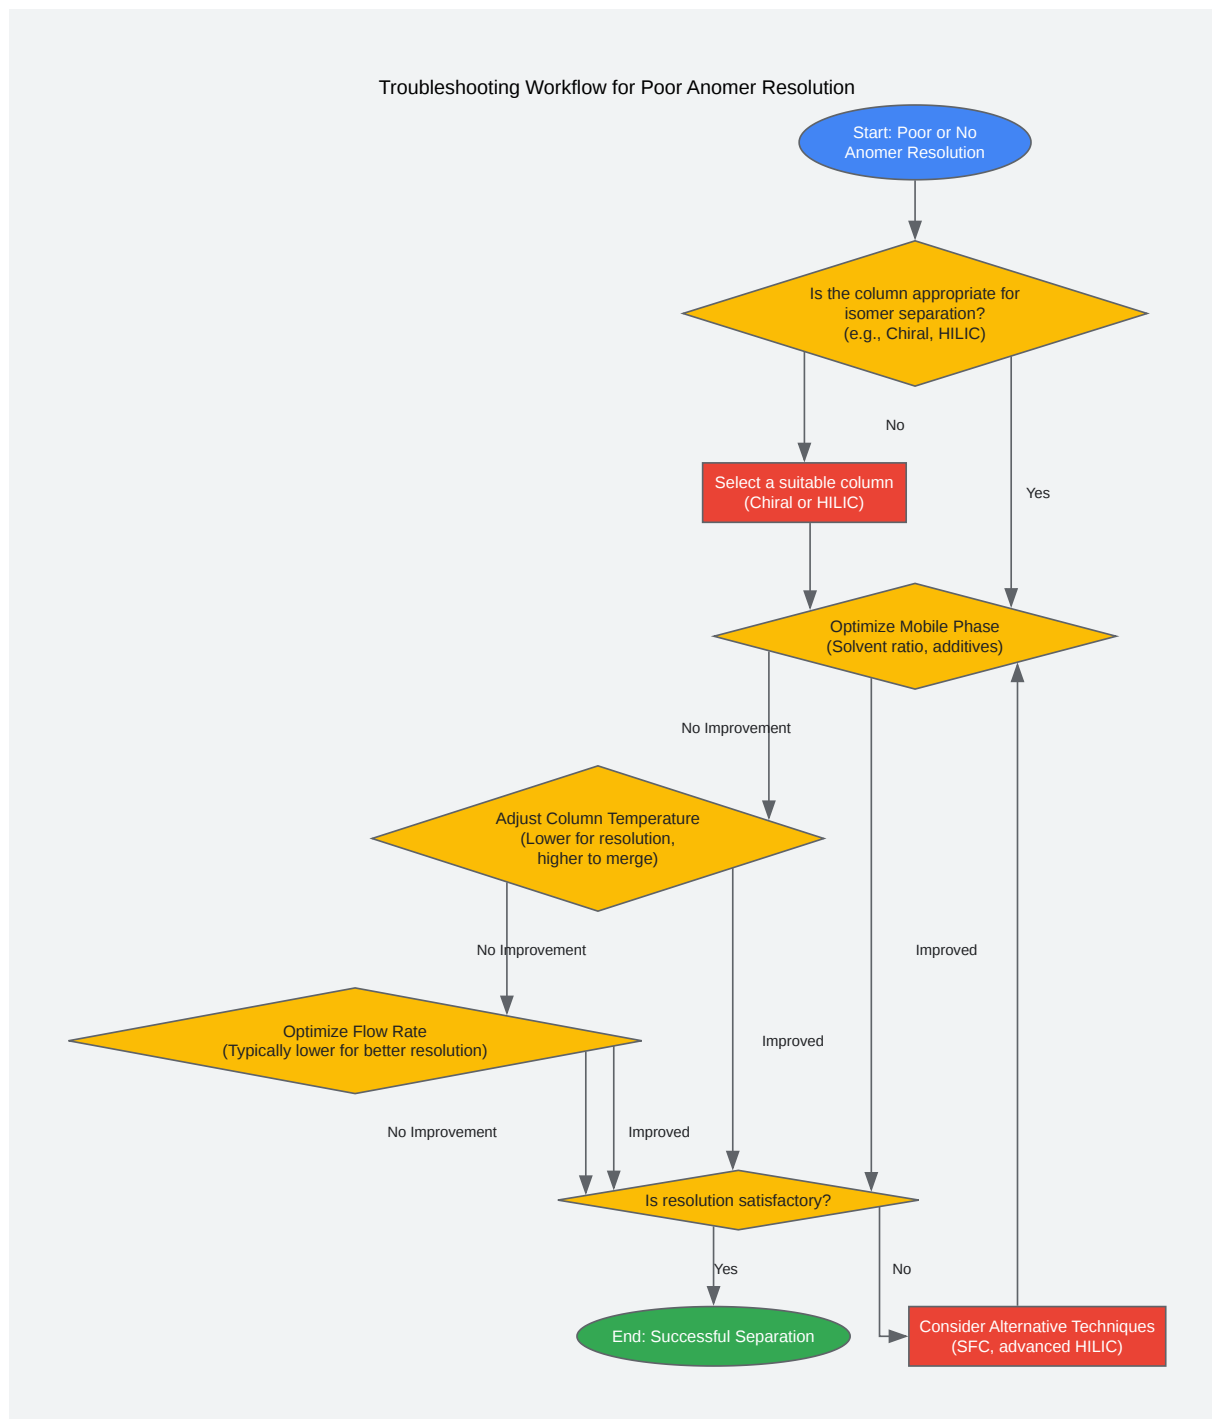 Troubleshooting Workflow for Poor Anomer Resolution
Start: Poor or No
Anomer Resolution
Is the column appropriate for
isomer separation?
(e.g., Chiral, HILIC)
No
Select a suitable column
(Chiral or HILIC)
Yes
Optimize Mobile Phase
(Solvent ratio, additives)
No Improvement
Adjust Column Temperature
(Lower for resolution,
higher to merge)
No Improvement
Improved
Optimize Flow Rate
(Typically lower for better resolution)
Improved
No Improvement
Improved
Is resolution satisfactory?
Yes
No
End: Successful Separation
Consider Alternative Techniques
(SFC, advanced HILIC)